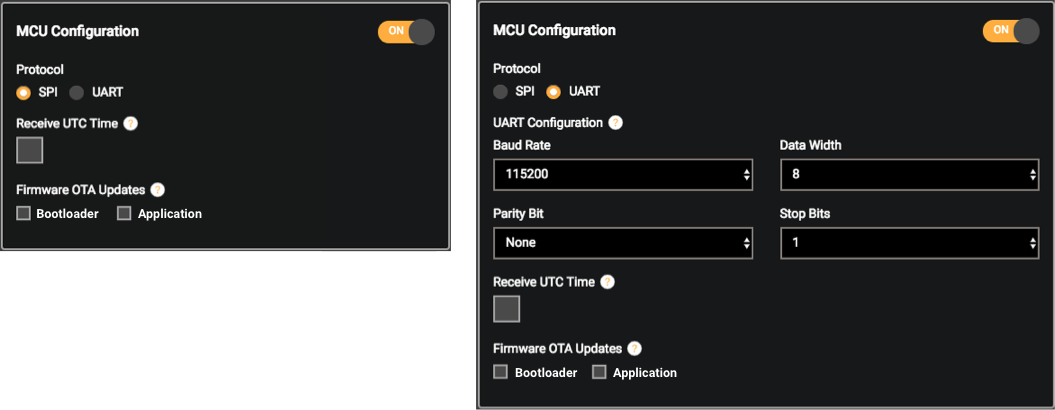 MCU Configuration ON
Protocol
SPI UART
Receive UTC Time ?
Firmware OTA Updates ?
Bootloader Application
MCU Configuration ON
Protocol
SPI UART
UART Configuration ?
Baud Rate Data Width
115200 8
Parity Bit Stop Bits
None 1
Receive UTC Time ?
Firmware OTA Updates ?
Bootloader Application